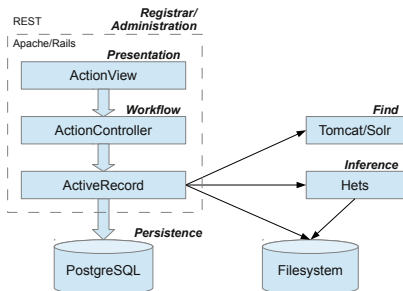 REST
Registrar/
Administration
Apache/Rails
Presentation
ActionView
Workflow
ActionController
Find
Tomcat/Solr
Inference
ActiveRecord
Hets
Persistence
PostgreSQL
Filesystem